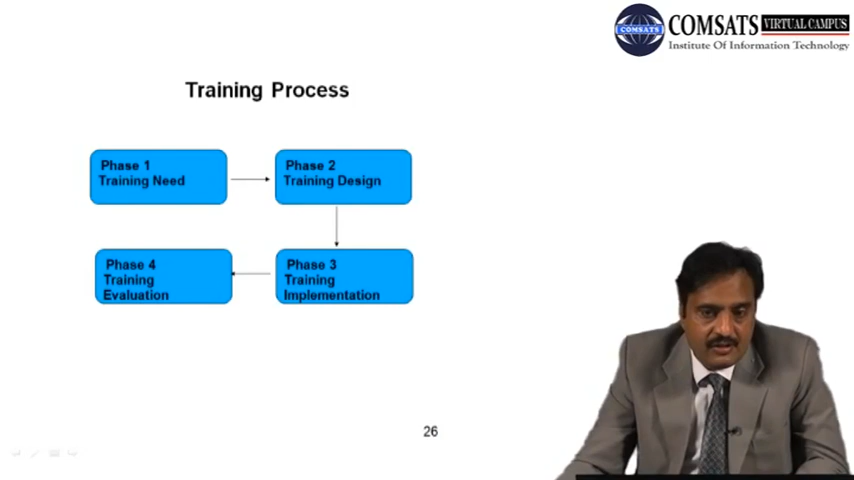 COMSATS VIRTUAL CAMPUS
COMSATS
Institute Of Information Technology
Training Process
Phase 1
Training Need
Phase 2
Training Design
Phase 4
Training
Evaluation
Phase 3
Training
Implementation
26